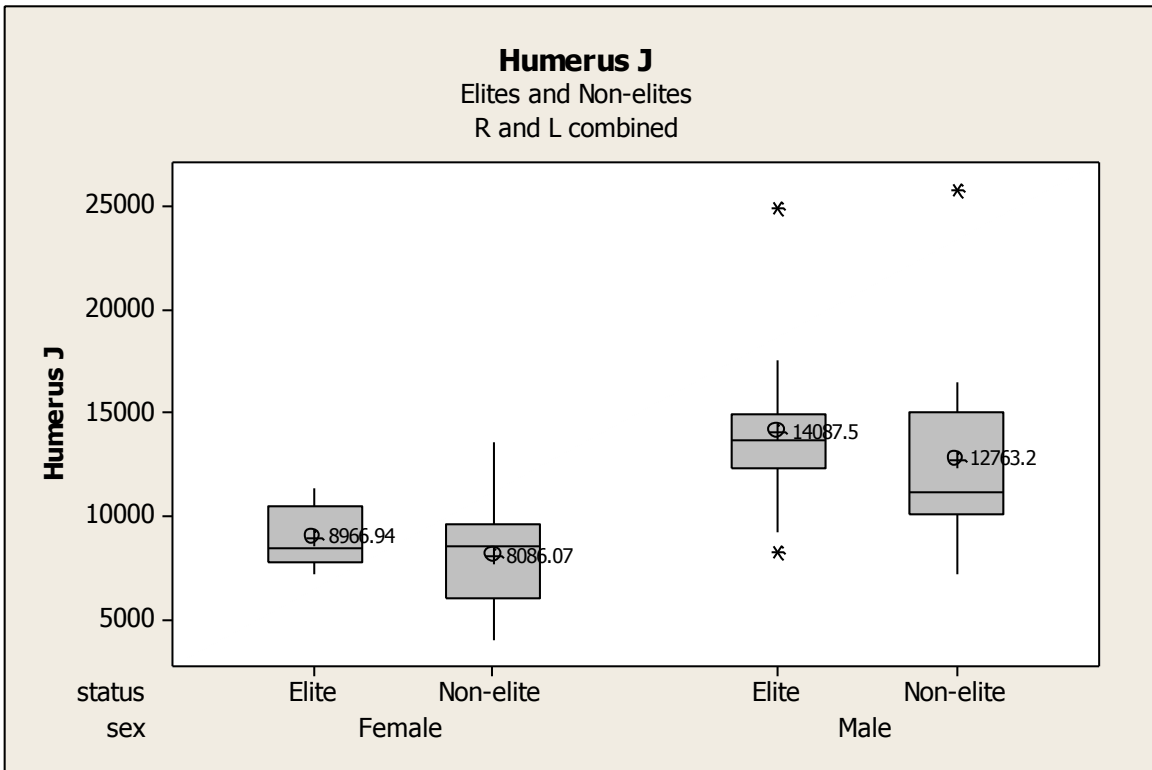 Humerus J
Elites and Non-elites
R and L combined
Humerus J
25000
20000
15000
10000
5000
8966.94
8086.07
14087.5
12763.2
status Elite Non-elite Elite Non-elite
sex Female Male